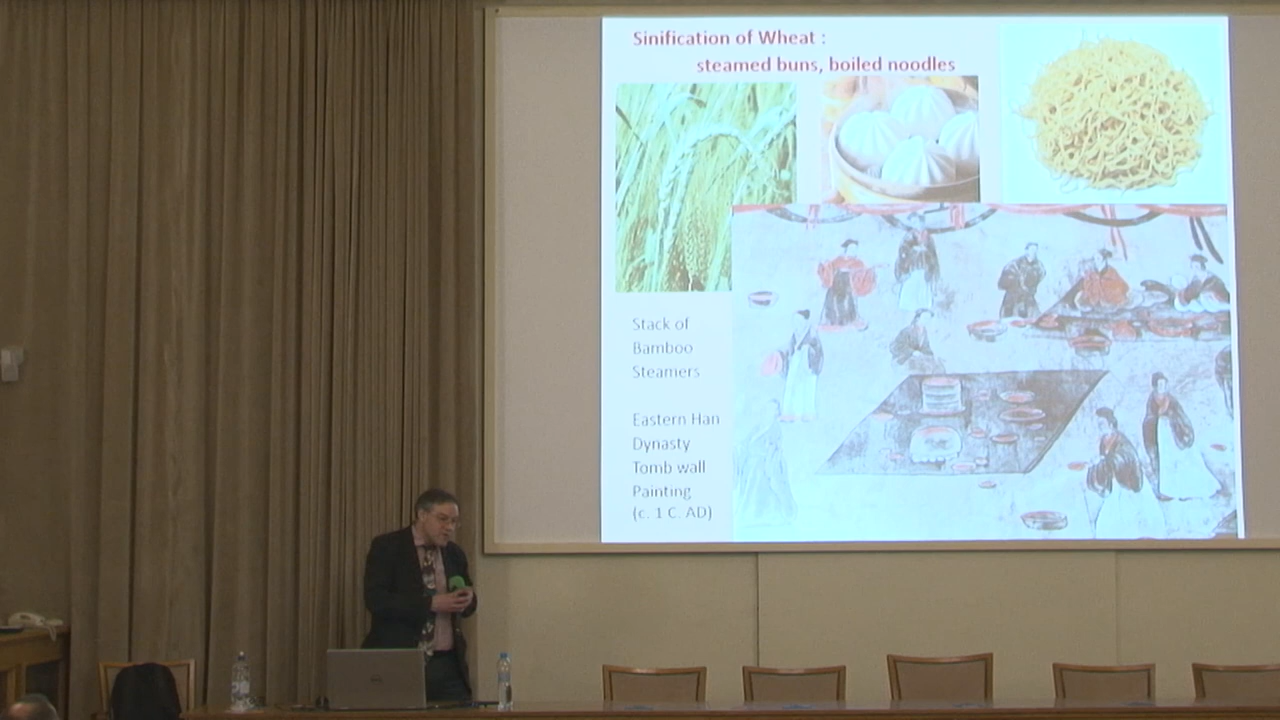 Sinification of Wheat :
steamed buns, boiled noodles
Stack of
Bamboo
Steamers
Eastern Han
Dynasty
Tomb wall
Painting
(c. 1 C. AD)